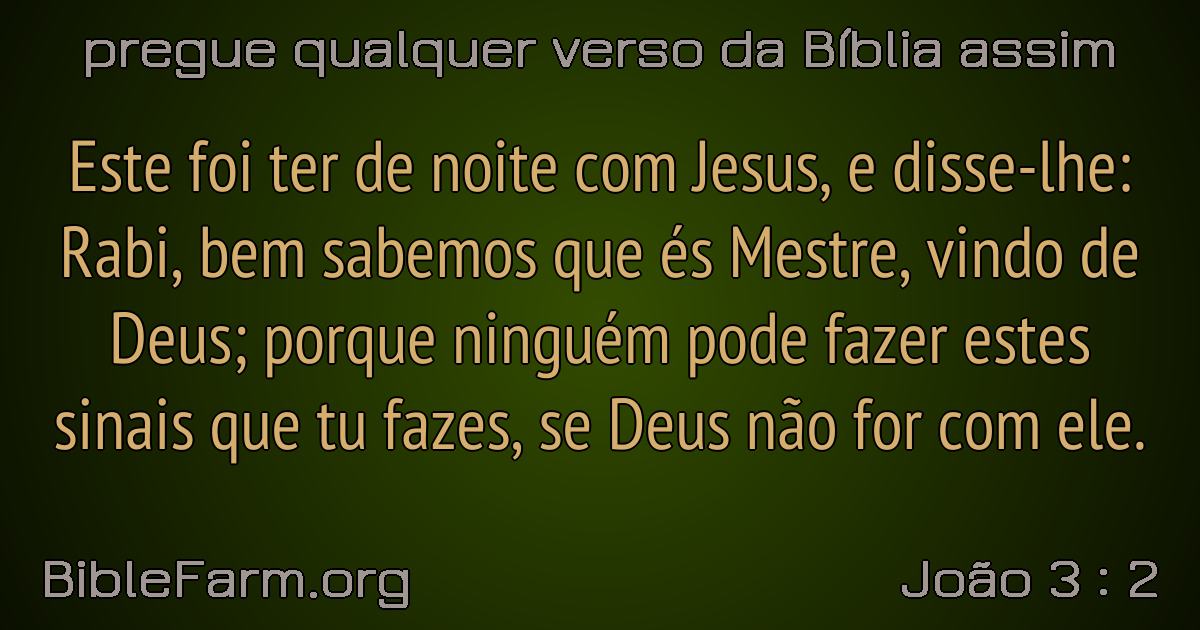 pregue qualquer verso da Bíblia assim
Este foi ter de noite com Jesus, e disse-lhe:
Rabi, bem sabemos que és Mestre, vindo de
Deus; porque ninguém pode fazer estes
sinais que tu fazes, se Deus não for com ele.
BibleFarm.org
João 3 : 2